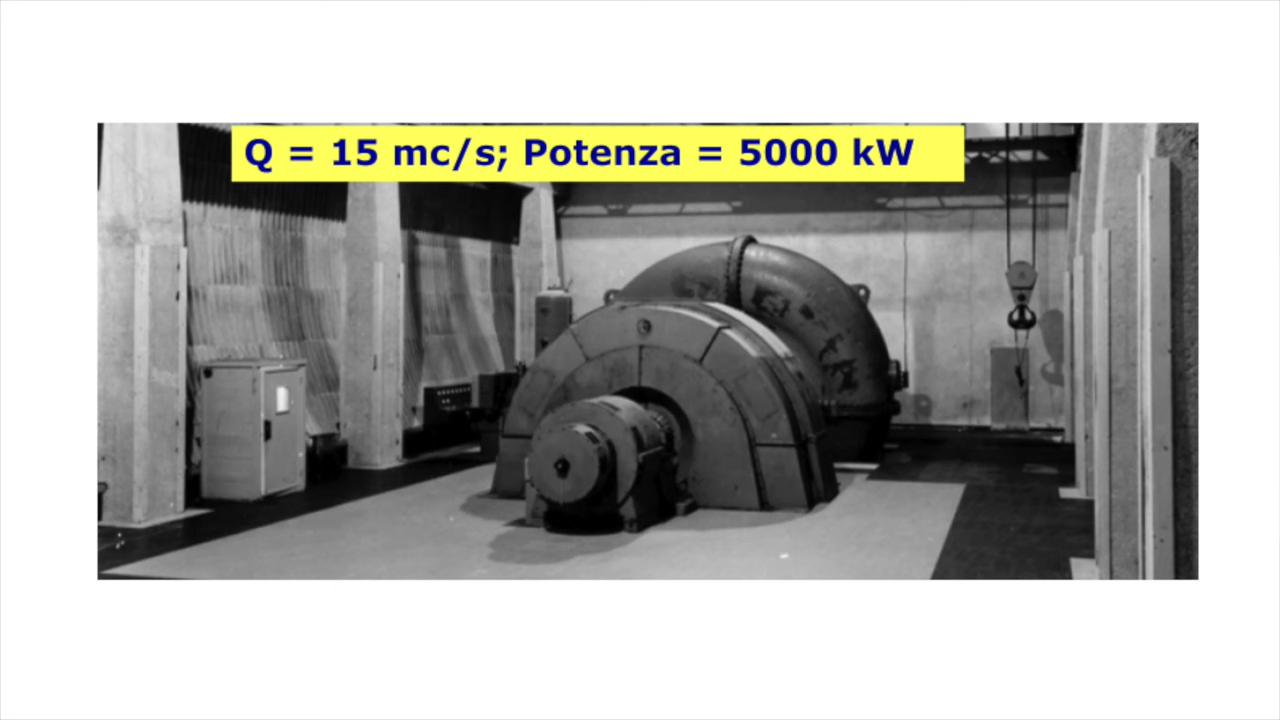 Q = 15 mc/s; Potenza = 5000 kW